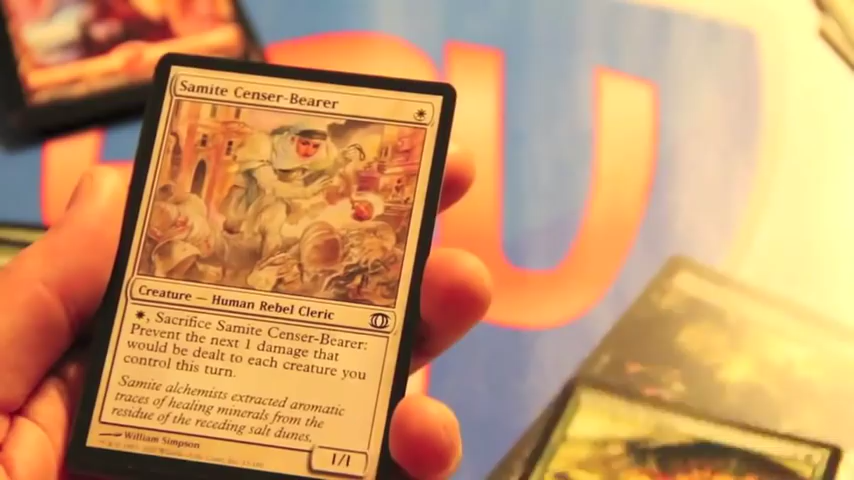 Samite Censer-Bearer
Creature — Human Rebel Cleric
, Sacrifice Samite Censer-Bearer:
Prevent the next 1 damage that
would be dealt to each creature you
control this turn.
Samite alchemists extracted aromatic
traces of healing minerals from the
residue of the receding salt dunes.
William Simpson
1/1
U